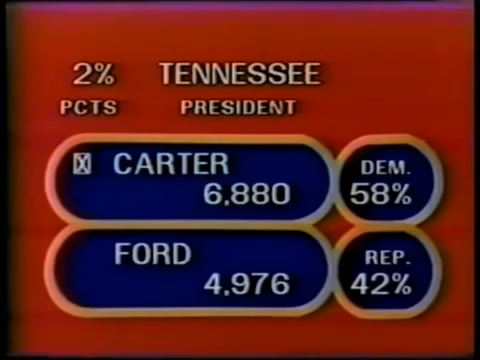 2% TENNESSEE
PCTS PRESIDENT
☒ CARTER DEM.
6,880 58%
FORD REP.
4,976 42%